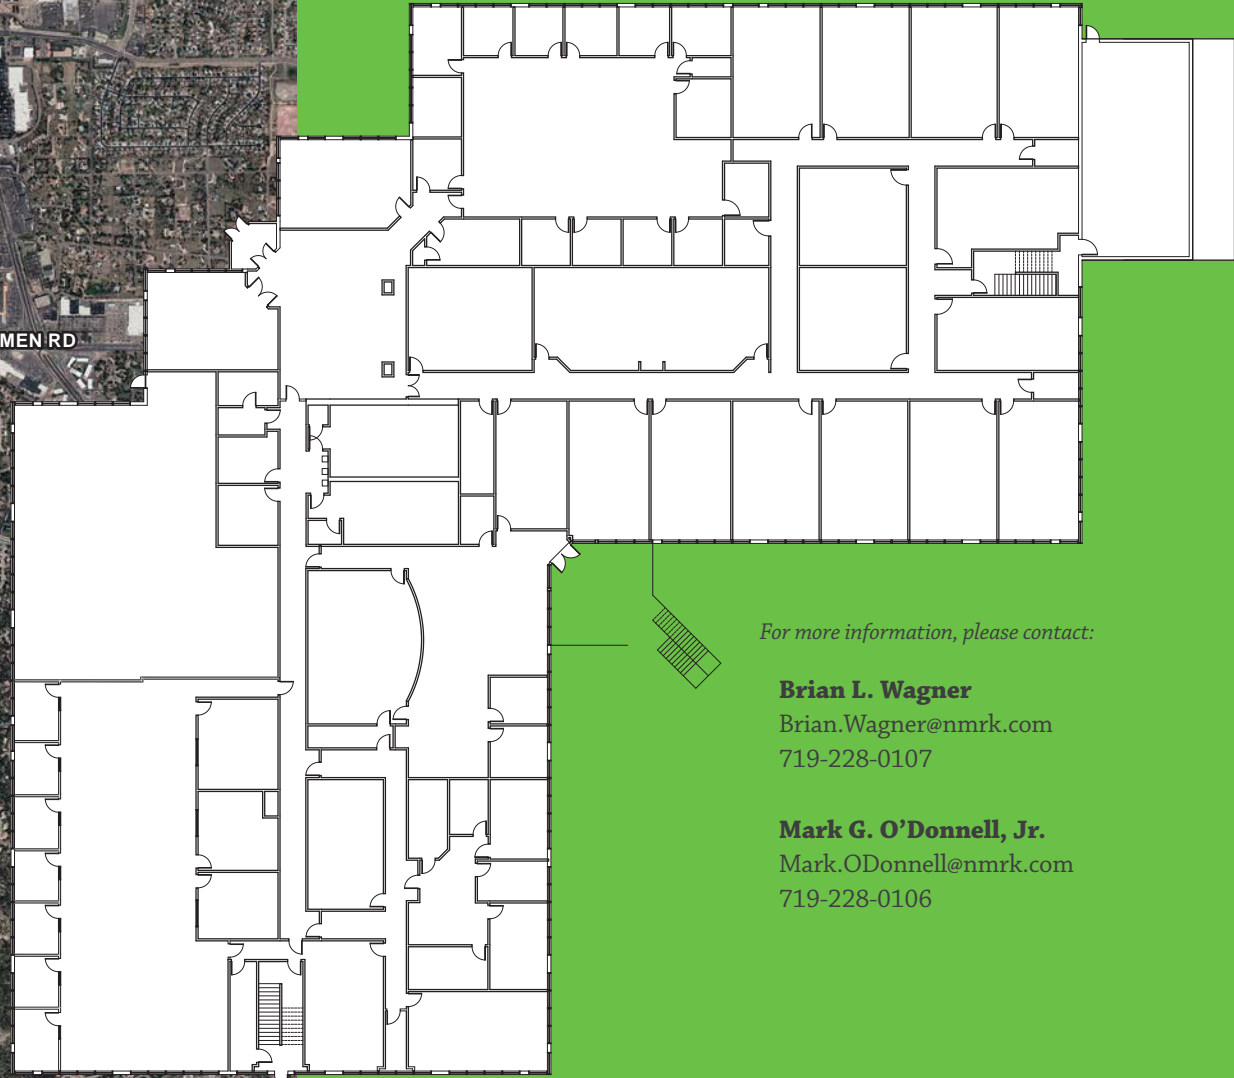 MEN RD
For more information, please contact:
Brian L. Wagner
Brian.Wagner@nmrk.com
719-228-0107
Mark G. O’Donnell, Jr.
Mark.ODonnell@nmrk.com
719-228-0106